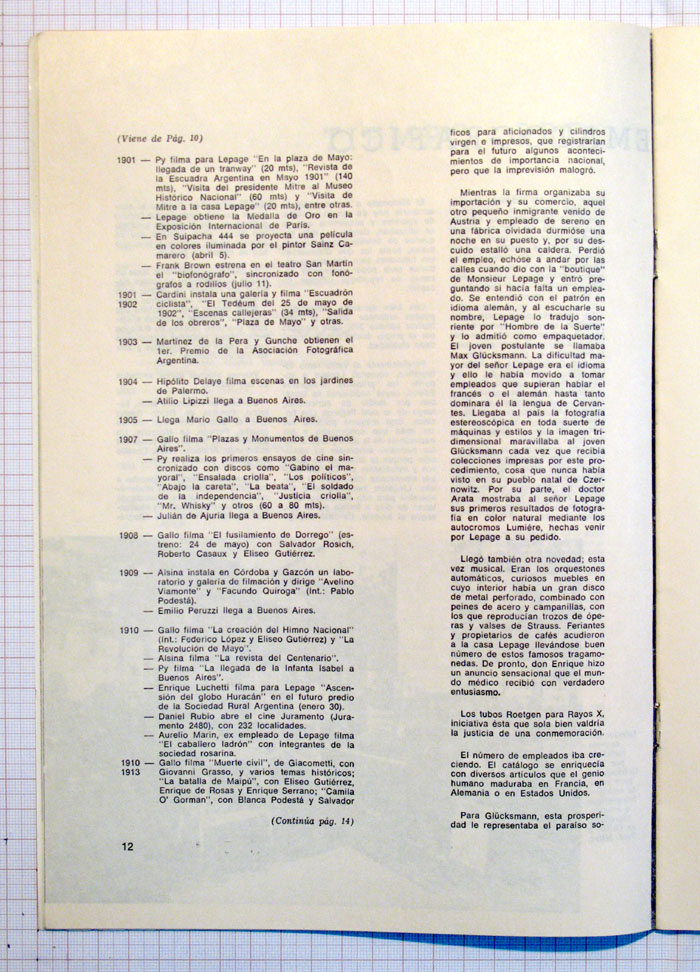 (Viene de Pág. 10)
1901 — Py filma para Lepage "En la plaza de Mayo:
llegada de un tranway" (20 mts), "Revista de
la Escuadra Argentina en Mayo 1901" (140
mts), "Visita del presidente Mitre al Museo
Histórico Nacional" (60 mts) y "Visita de
Mitre a la casa Lepage" (20 mts), entre otras.
— Lepage obtiene la Medalla de Oro en la
Exposición Internacional de París.
— En Suipacha 444 se proyecta una película
en colores iluminada por el pintor Sainz Ca-
marero (abril 5).
— Frank Brown estrena en el teatro San Martín
el "biofonógrafo", sincronizado con fonó-
grafos a rodillos (julio 11).
1901 — Cardini instala una galería y filma "Escuadrón
1902 ciclista", "El Tedéum del 25 de mayo de
1902", "Escenas callejeras" (34 mts), "Salida
de los obreros", "Plaza de Mayo" y otras.
1903 — Martínez de la Pera y Gunche obtienen el
1er. Premio de la Asociación Fotográfica
Argentina.
1904 — Hipólito Delaye filma escenas en los jardines
de Palermo.
— Atilio Lipizzi llega a Buenos Aires.
1905 — Llega Mario Gallo a Buenos Aires.
1907 — Gallo filma "Plazas y Monumentos de Buenos
Aires".
— Py realiza los primeros ensayos de cine sin-
cronizado con discos como "Gabino el ma-
yoral", "Ensalada criolla", "Los políticos",
"Abajo la careta", "La beata", "El soldado
de la independencia", "Justicia criolla",
"Mr. Whisky" y otros (60 a 80 mts).
— Julián de Ajuria llega a Buenos Aires.
1908 — Gallo filma "El fusilamiento de Dorrego" (es-
treno: 24 de mayo) con Salvador Rosich,
Roberto Casaux y Eliseo Gutiérrez.
1909 — Alsina instala en Córdoba y Gazcón un labo-
ratorio y galería de filmación y dirige "Avelino
Viamonte" y "Facundo Quiroga" (Int.: Pablo
Podestá).
— Emilio Peruzzi llega a Buenos Aires.
1910 — Gallo filma "La creación del Himno Nacional"
(Int.: Federico López y Eliseo Gutiérrez) y "La
Revolución de Mayo".
— Alsina filma "La revista del Centenario".
— Py filma "La llegada de la Infanta Isabel a
Buenos Aires".
— Enrique Luchetti filma para Lepage "Ascen-
sión del globo Huracán" en el futuro predio
de la Sociedad Rural Argentina (enero 30).
— Daniel Rubio abre el cine Juramento (Jura-
mento 2480), con 232 localidades.
— Aurelio Marin, ex empleado de Lepage filma
"El caballero ladrón" con integrantes de la
sociedad rosarina.
1910 — Gallo filma "Muerte civil", de Giacometti, con
1913 Giovanni Grasso, y varios temas históricos;
"La batalla de Maipú", con Eliseo Gutiérrez,
Enrique de Rosas y Enrique Serrano; "Camila
O' Gorman", con Blanca Podestá y Salvador
(Continúa pág. 14)
12
ficos para aficionados y cilindros
virgen e impresos, que registrarían
para el futuro algunos aconteci-
mientos de importancia nacional,
pero que la imprevisión malogró.
Mientras la firma organizaba su
importación y su comercio, aquel
otro pequeño inmigrante venido de
Austria y empleado de sereno en
una fábrica olvidada durmióse una
noche en su puesto y, por su des-
cuido estalló una caldera. Perdió
el empleo, echóse a andar por las
calles cuando dio con la "boutique"
de Monsieur Lepage y entró pre-
guntando si hacía falta un emplea-
do. Se entendió con el patrón en
idioma alemán, y al escucharle su
nombre, Lepage lo tradujo son-
riente por "Hombre de la Suerte"
y lo admitió como empaquetador.
El joven postulante se llamaba
Max Glücksmann. La dificultad ma-
yor del señor Lepage era el idioma
y ello le había movido a tomar
empleados que supieran hablar el
francés o el alemán hasta tanto
dominara él la lengua de Cervan-
tes. Llegaba al país la fotografía
estereoscópica en toda suerte de
máquinas y estilos y la imagen tri-
dimensional maravillaba al joven
Glücksmann cada vez que recibía
colecciones impresas por este pro-
cedimiento, cosa que nunca había
visto en su pueblo natal de Czer-
nowitz. Por su parte, el doctor
Arata mostraba al señor Lepage
sus primeros resultados de fotogra-
fía en color natural mediante los
autocromos Lumiére, hechas venir
por Lepage a su pedido.
Llegó también otra novedad; esta
vez musical. Eran los orquestones
automáticos, curiosos muebles en
cuyo interior había un gran disco
de metal perforado, combinado con
peines de acero y campanillas, con
los que reproducían trozos de ópe-
ras y valses de Strauss. Feriantes
y propietarios de cafés acudieron
a la casa Lepage llevándose buen
número de estos famosos tragamo-
nedas. De pronto, don Enrique hizo
un anuncio sensacional que el mun-
do médico recibió con verdadero
entusiasmo.
Los tubos Roetgen para Rayos X,
iniciativa ésta que sola bien valdría
la justicia de una conmemoración.
El número de empleados iba cre-
ciendo. El catálogo se enriquecía
con diversos artículos que el genio
humano maduraba en Francia, en
Alemania o en Estados Unidos.
Para Glücksmann, esta prosperi-
dad le representaba el paraíso so-